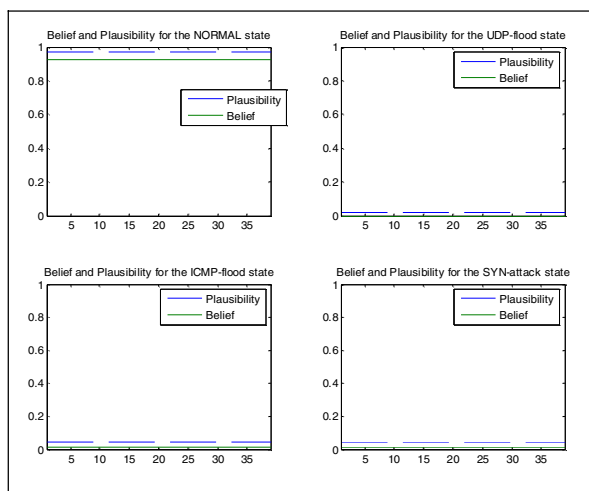 Belief and Plausibility for the NORMAL state
1
0.8
0.6
0.4
0.2
0
5 10 15 20 25 30 35
Plausibility
Belief
Belief and Plausibility for the UDP-flood state
1
0.8
0.6
0.4
0.2
0
5 10 15 20 25 30 35
Plausibility
Belief
Belief and Plausibility for the ICMP-flood state
1
0.8
0.6
0.4
0.2
0
5 10 15 20 25 30 35
Plausibility
Belief
Belief and Plausibility for the SYN-attack state
1
0.8
0.6
0.4
0.2
0
5 10 15 20 25 30 35
Plausibility
Belief